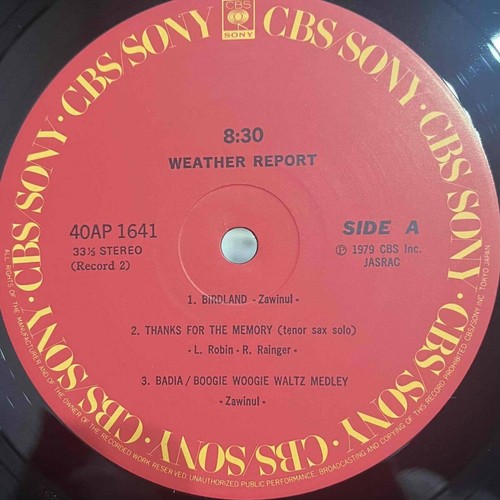 CBS
SONY
CBS/SONY · CBS/SONY · CBS/SONY · CBS/SONY · CBS/SONY · CBS/SONY · CBS/SONY
8:30
WEATHER REPORT
40AP 1641
33⅓ STEREO
(Record 2)
SIDE A
Ⓟ 1979 CBS Inc.
JASRAC
1. BIRDLAND -Zawinul-
2. THANKS FOR THE MEMORY (tenor sax solo)
- L. Robin - R. Rainger -
3. BADIA / BOOGIE WOOGIE WALTZ MEDLEY
- Zawinul -
ALL RIGHTS OF THE MANUFACTURER AND OF THE OWNER OF THE RECORDED WORK RESERVED. UNAUTHORIZED PUBLIC PERFORMANCE, BROADCASTING AND COPYING OF THIS RECORD PROHIBITED CBS/SONY INC. TOKYO JAPAN.